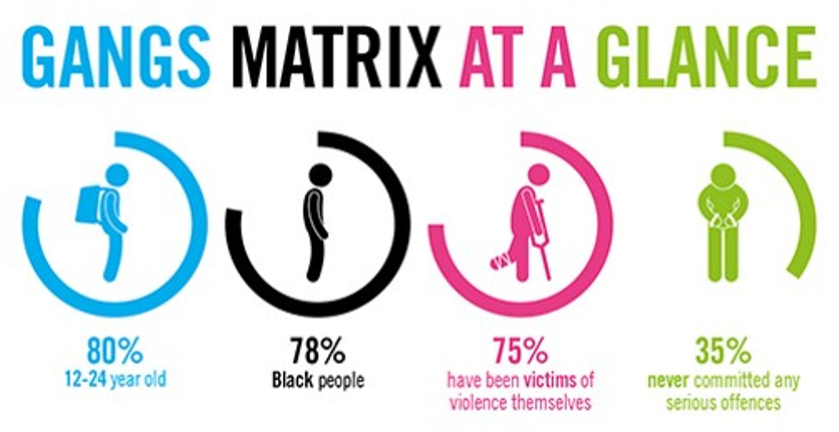 GANGS MATRIX AT A GLANCE
80%
12-24 year old
78%
Black people
75%
have been victims of
violence themselves
35%
never committed any
serious offences